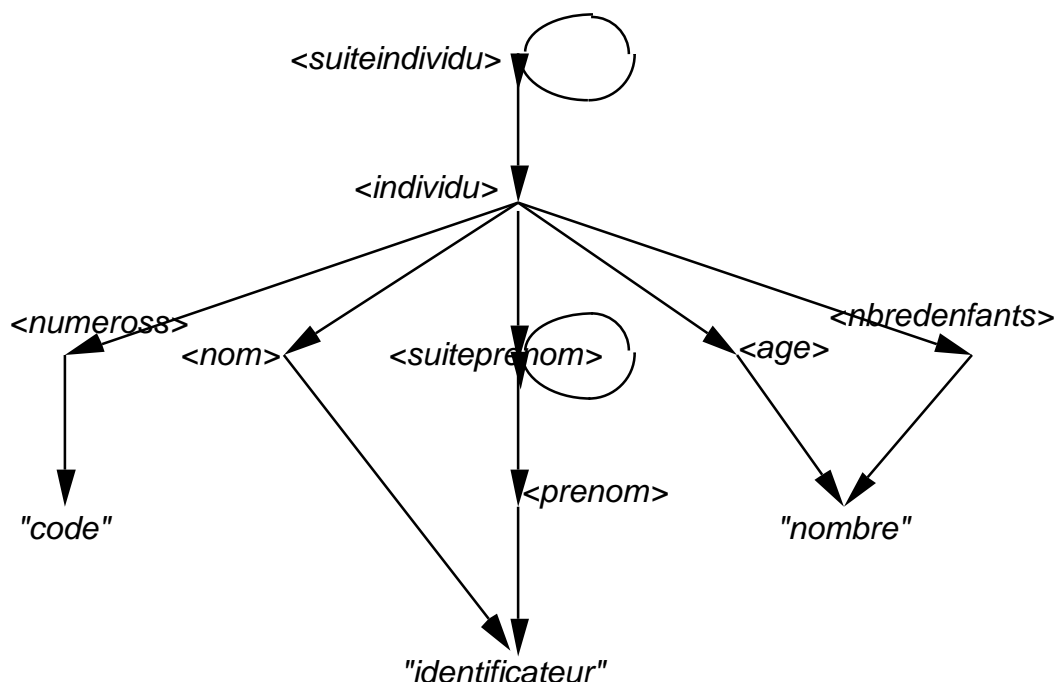 <suiteindividu>
<individu>
<numeross>
<nom>
<suiteprenom>
<age>
<nbredenfants>
<prenom>
"code"
"nombre"
"identificateur"